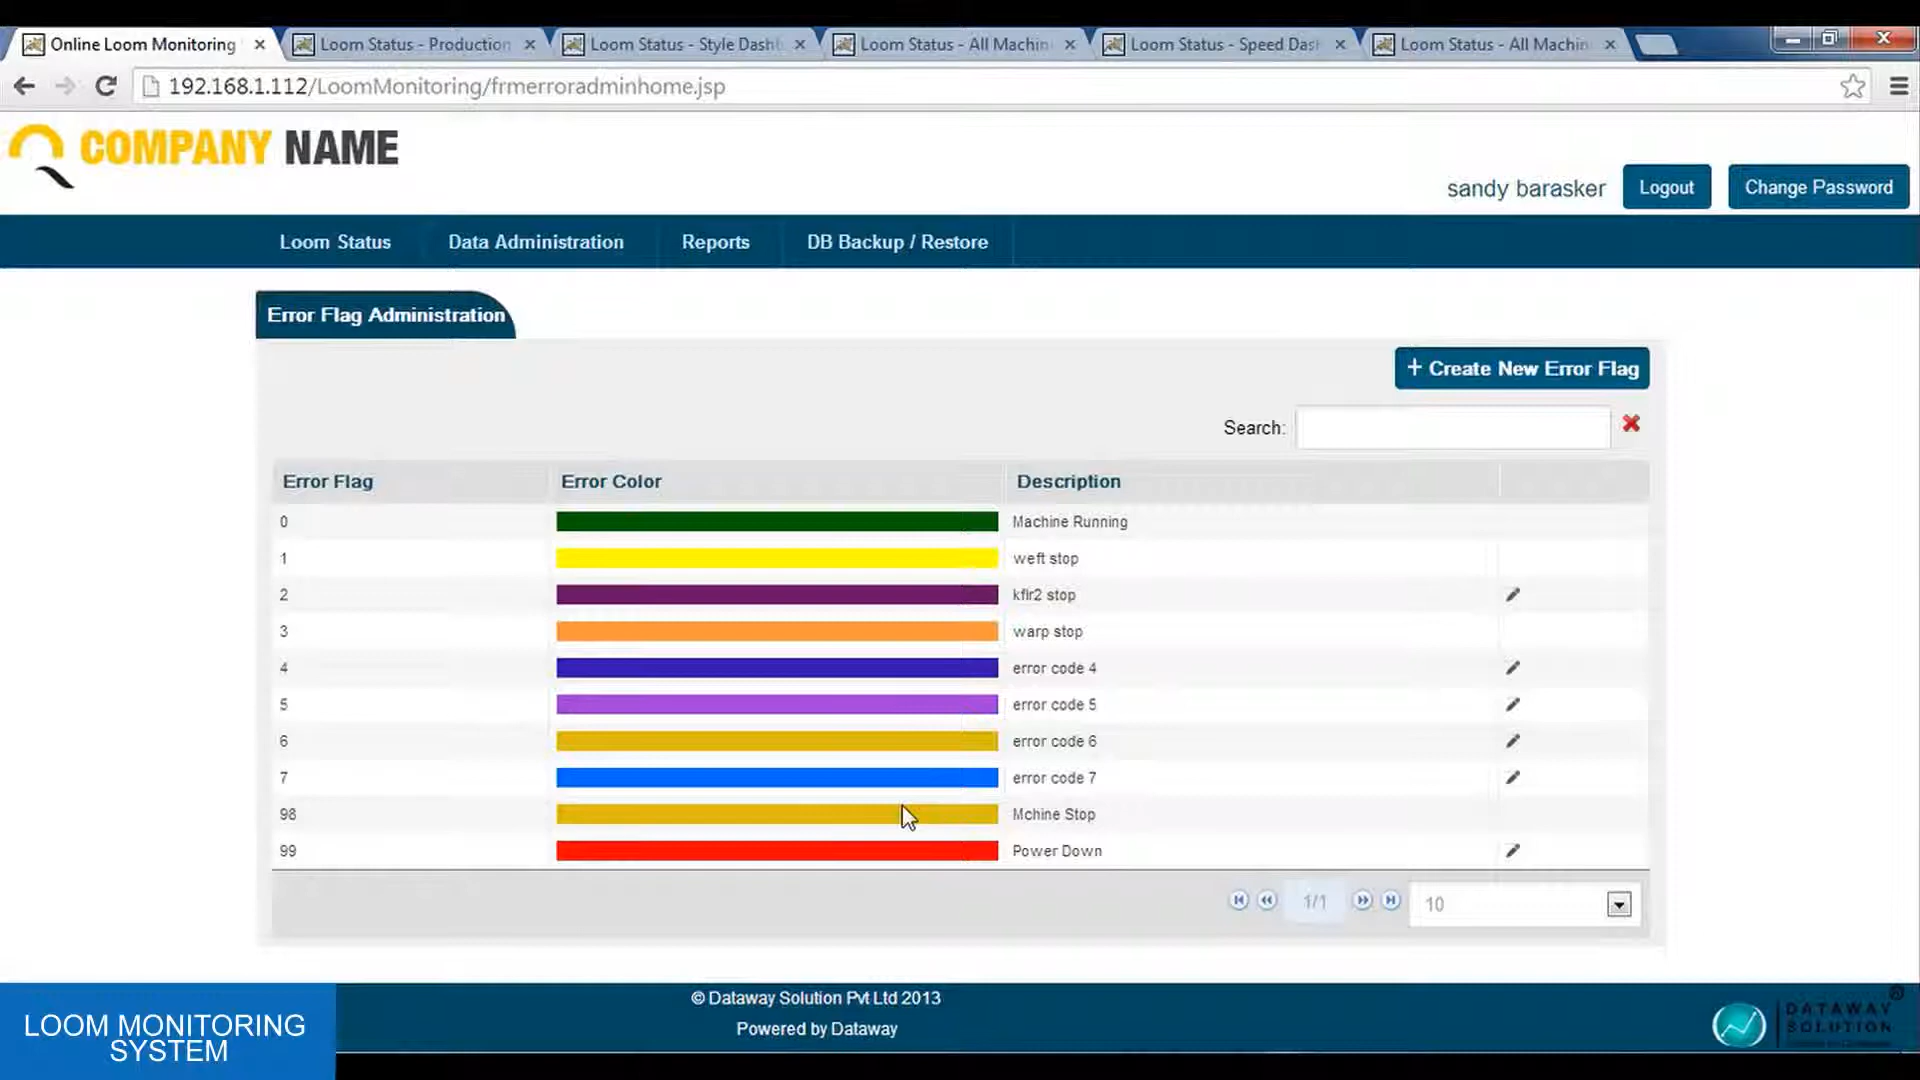 Online Loom Monitoring
Loom Status - Production
Loom Status - Style Dashb
Loom Status - All Machin
Loom Status - Speed Dash
Loom Status - All Machin
192.168.1.112/LoomMonitoring/frmerroradminhome.jsp
COMPANY NAME
sandy barasker
Logout
Change Password
Loom Status
Data Administration
Reports
DB Backup / Restore
Error Flag Administration
+ Create New Error Flag
Search:
Error Flag Error Color Description
0 Machine Running
1 weft stop
2 kfir2 stop
3 warp stop
4 error code 4
5 error code 5
6 error code 6
7 error code 7
98 Mchine Stop
99 Power Down
1/1
10
© Dataway Solution Pvt Ltd 2013
Powered by Dataway
LOOM MONITORING
SYSTEM
DATAWAY
SOLUTION